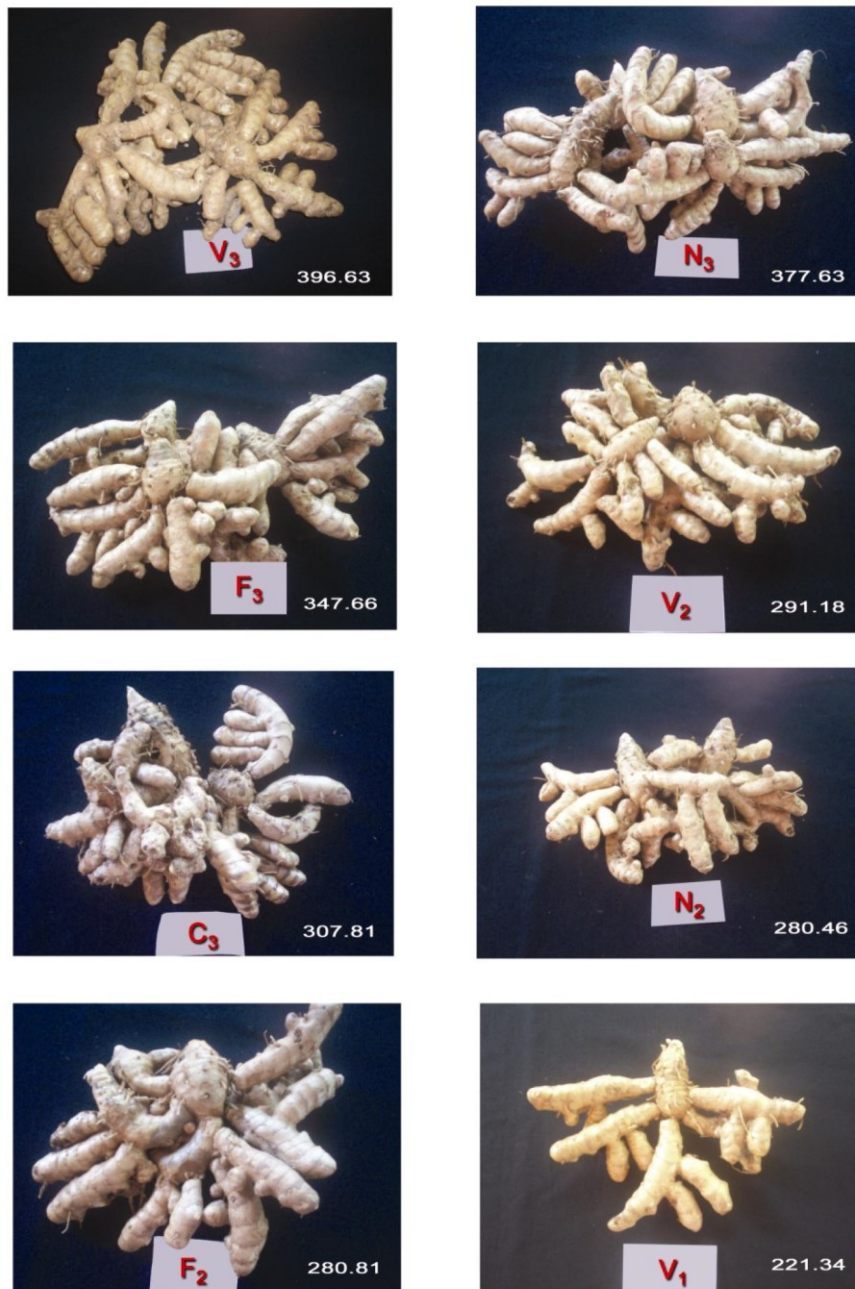 V₃
396.63
N₃
377.63
F₃
347.66
V₂
291.18
C₃
307.81
N₂
280.46
F₂
280.81
V₁
221.34